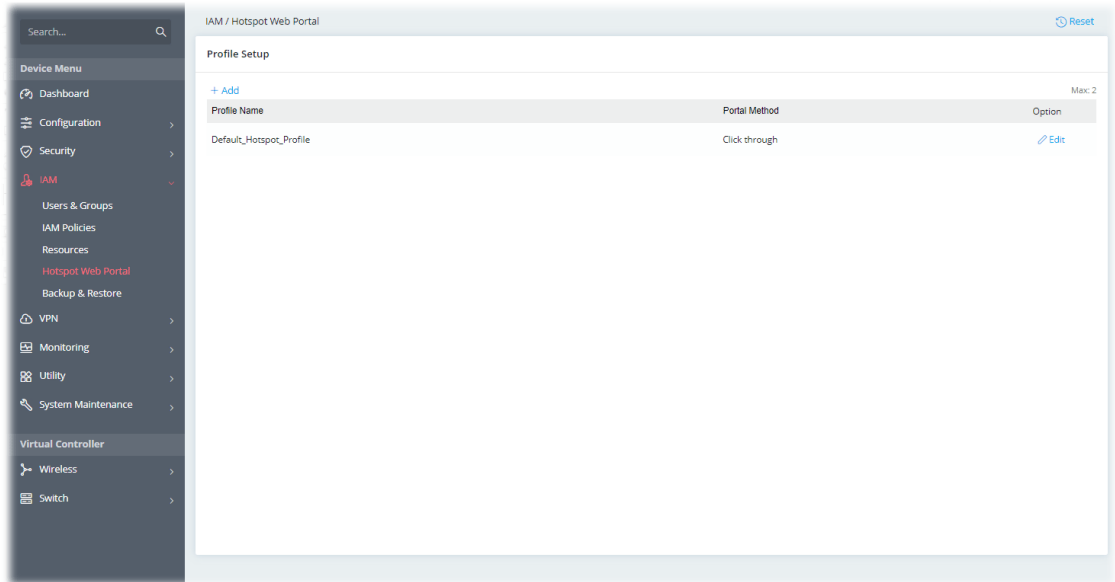 Search...
Device Menu
Dashboard
Configuration
Security
IAM
Users & Groups
IAM Policies
Resources
Hotspot Web Portal
Backup & Restore
VPN
Monitoring
Utility
System Maintenance
Virtual Controller
Wireless
Switch
IAM / Hotspot Web Portal
Reset
Profile Setup
+ Add
Max: 2
Profile Name Portal Method Option
Default_Hotspot_Profile Click through Edit